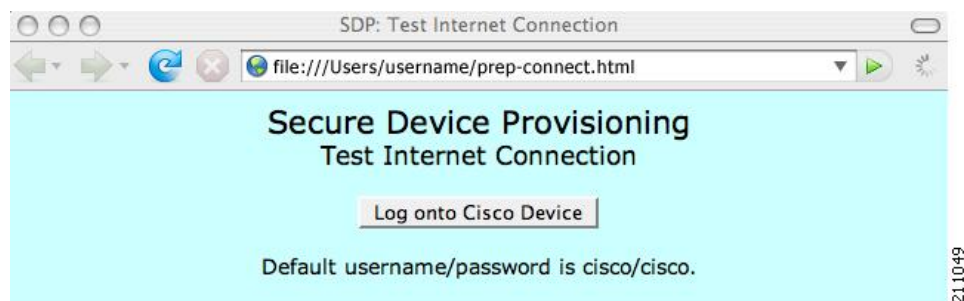 SDP: Test Internet Connection
file:///Users/username/prep-connect.html
Secure Device Provisioning
Test Internet Connection
Log onto Cisco Device
Default username/password is cisco/cisco.
211049